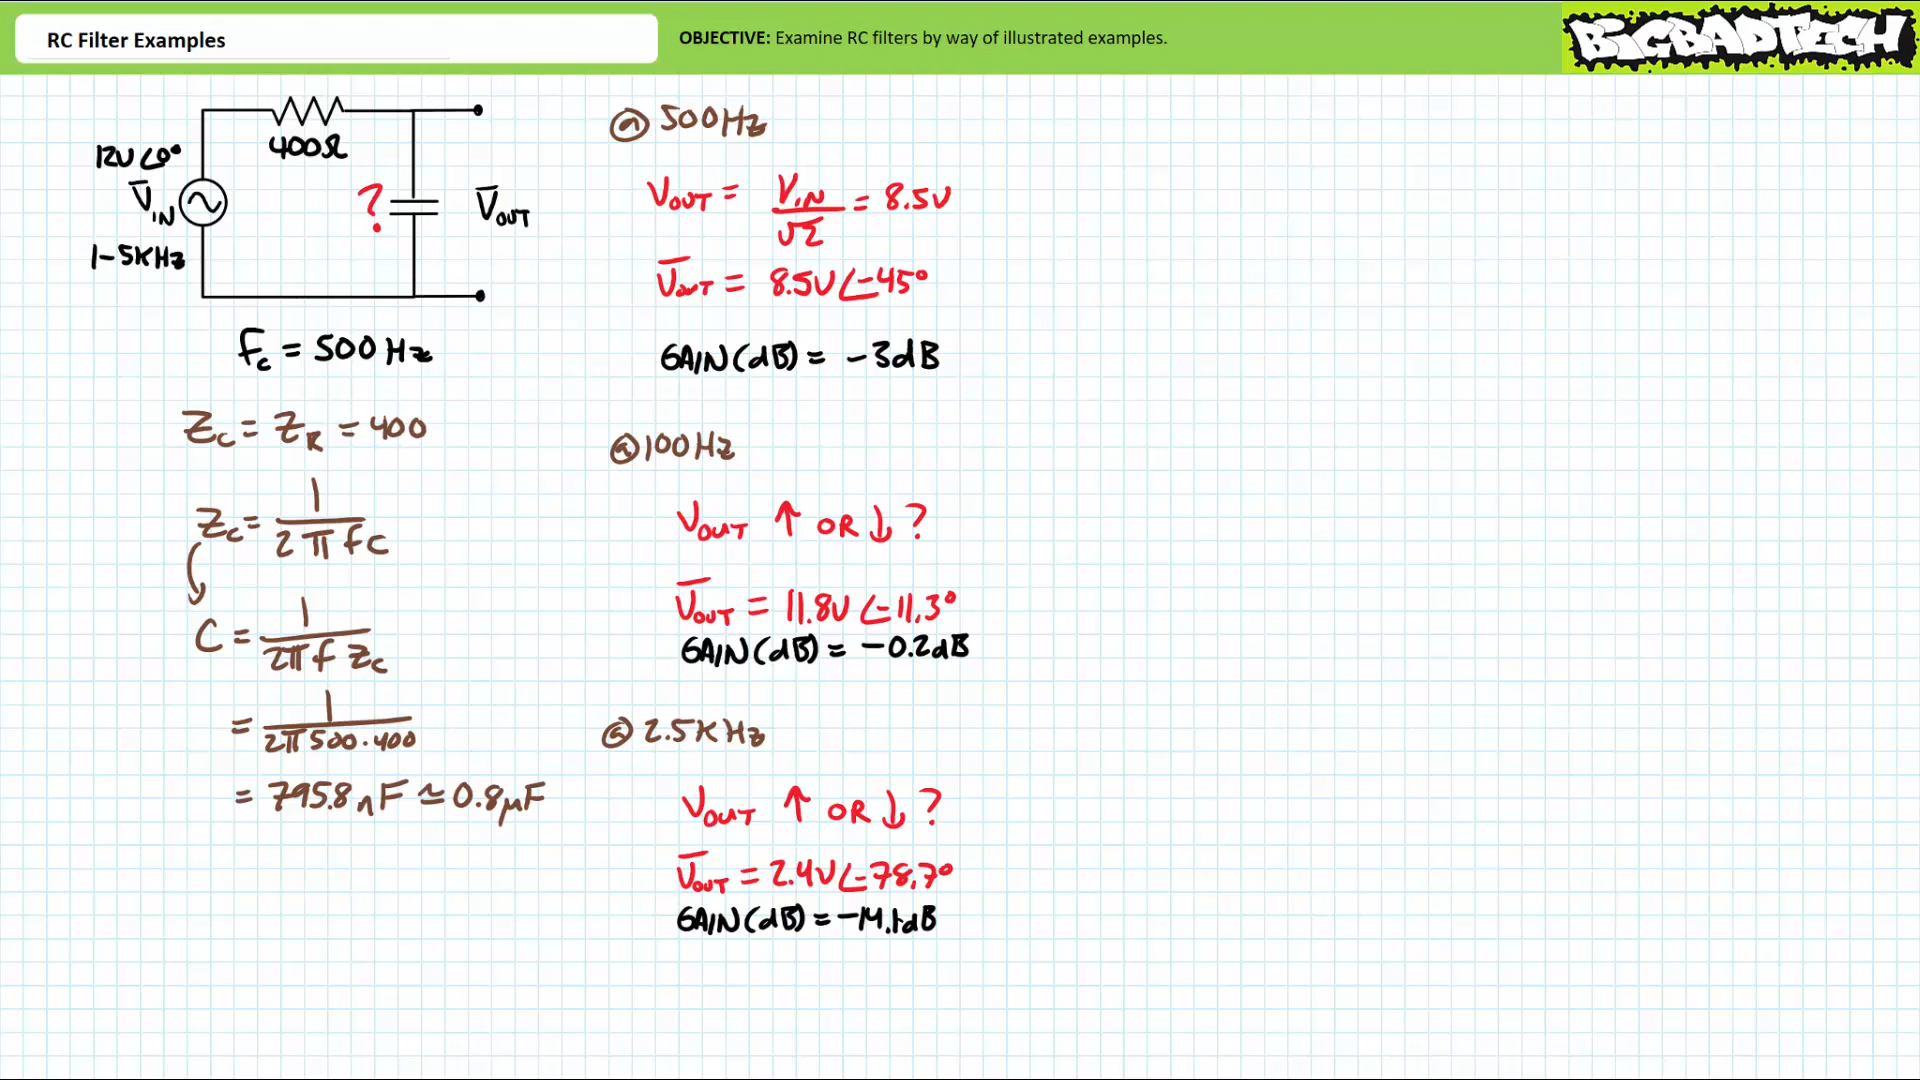 RC Filter Examples
OBJECTIVE: Examine RC filters by way of illustrated examples.
BIGBADTECH
400Ω
12V∠0°
V̅IN
1-5KHz
?
V̅OUT
Fc = 500Hz
Zc = ZR = 400
Zc = 1/2πfC
C = 1/2πf Zc
= 1/2π500·400
= 795.8nF ≃ 0.8μF
@ 500Hz
VOUT = VIN/√2 = 8.5V
V̅OUT = 8.5V∠-45°
GAIN(dB) = -3dB
@ 100Hz
VOUT ↑ OR ↓ ?
V̅OUT = 11.8V∠-11.3°
GAIN(dB) = -0.2dB
@ 2.5KHz
VOUT ↑ OR ↓ ?
V̅OUT = 2.4V∠-78.7°
GAIN(dB) = -14.1dB